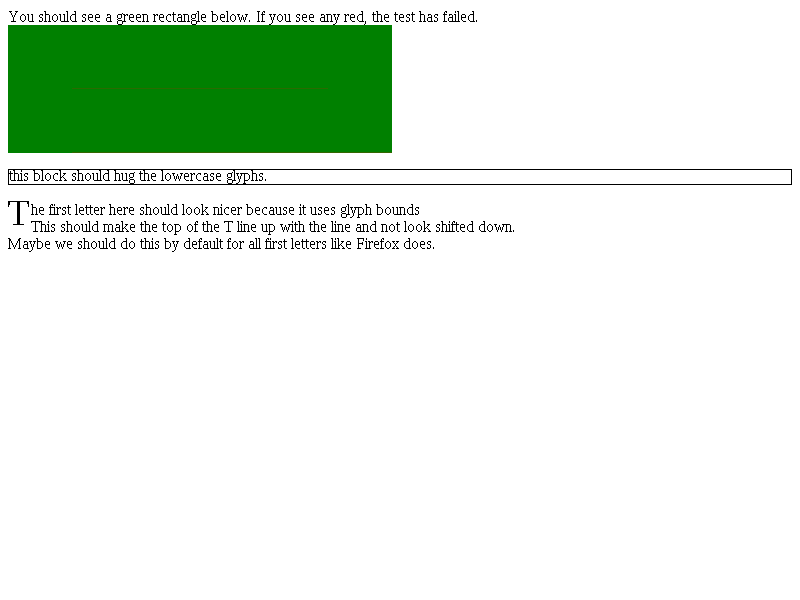 You should see a green rectangle below. If you see any red, the test has failed.
this block should hug the lowercase glyphs.
The first letter here should look nicer because it uses glyph bounds
This should make the top of the T line up with the line and not look shifted down.
Maybe we should do this by default for all first letters like Firefox does.